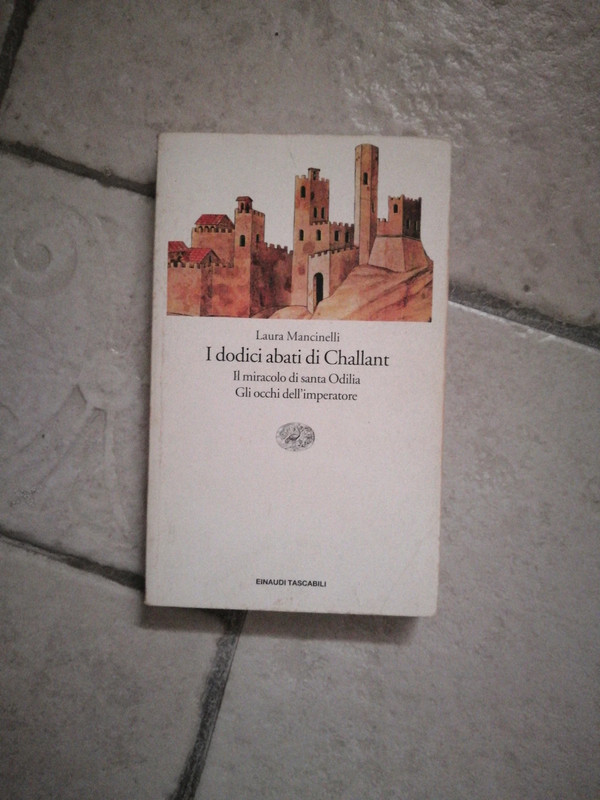 Laura Mancinelli
I dodici abati di Challant
Il miracolo di santa Odilia
Gli occhi dell'imperatore
EINAUDI TASCABILI